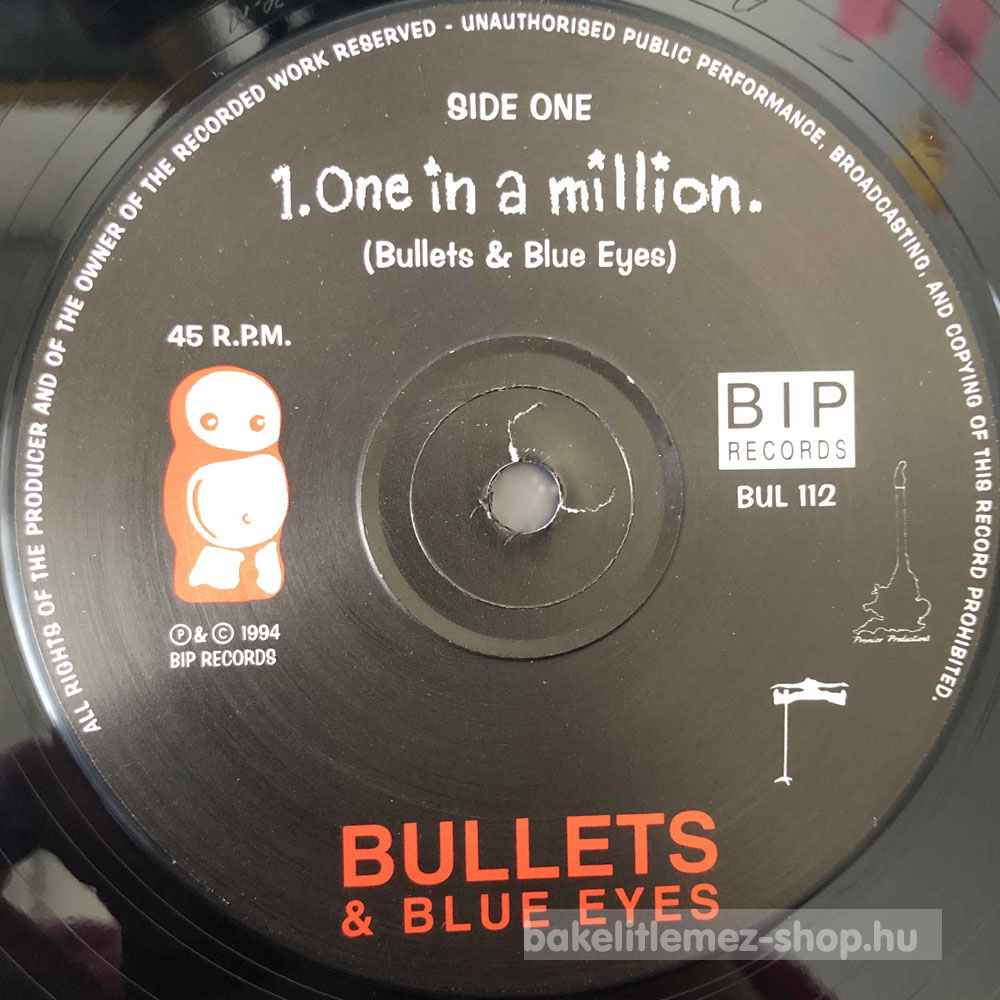 ALL RIGHTS OF THE PRODUCER AND OF THE OWNER OF THE RECORDED WORK RESERVED - UNAUTHORISED PUBLIC PERFORMANCE, BROADCASTING, AND COPYING OF THIS RECORD PROHIBITED.
SIDE ONE
1.One in a million.
(Bullets & Blue Eyes)
45 R.P.M.
BIP
RECORDS
BUL 112
Ⓟ & © 1994
BIP RECORDS
Premier Productions
BULLETS
& BLUE EYES
bakelitlemez-shop.hu